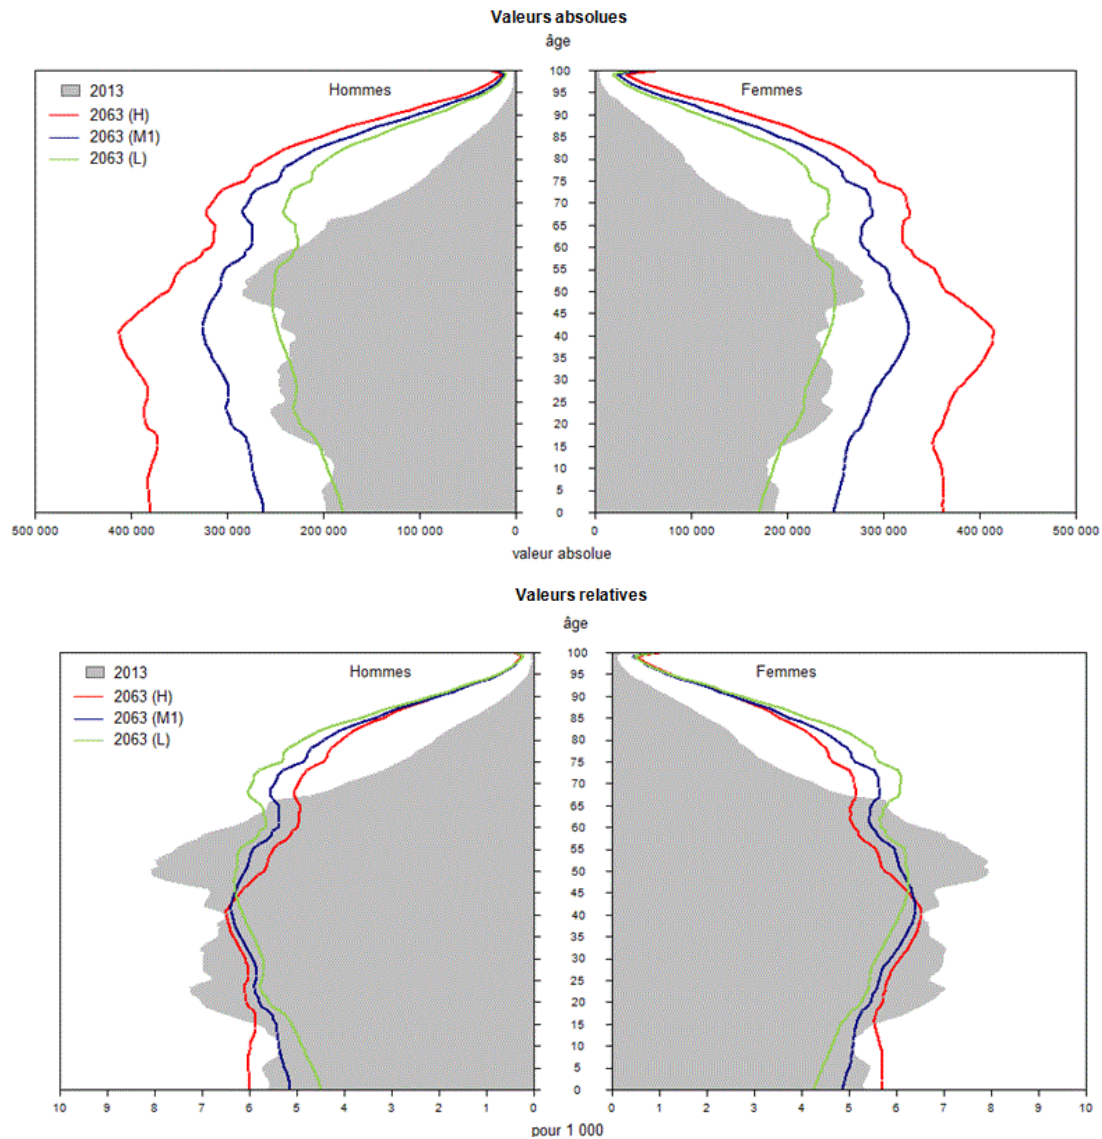 Valeurs absolues
âge
2013
2063 (H)
2063 (M1)
2063 (L)
Hommes
Femmes
100
95
90
85
80
75
70
65
60
55
50
45
40
35
30
25
20
15
10
5
0
500 000 400 000 300 000 200 000 100 000 0
0 100 000 200 000 300 000 400 000 500 000
valeur absolue
Valeurs relatives
âge
2013
2063 (H)
2063 (M1)
2063 (L)
Hommes
Femmes
100
95
90
85
80
75
70
65
60
55
50
45
40
35
30
25
20
15
10
5
0
10 9 8 7 6 5 4 3 2 1 0
0 1 2 3 4 5 6 7 8 9 10
pour 1 000